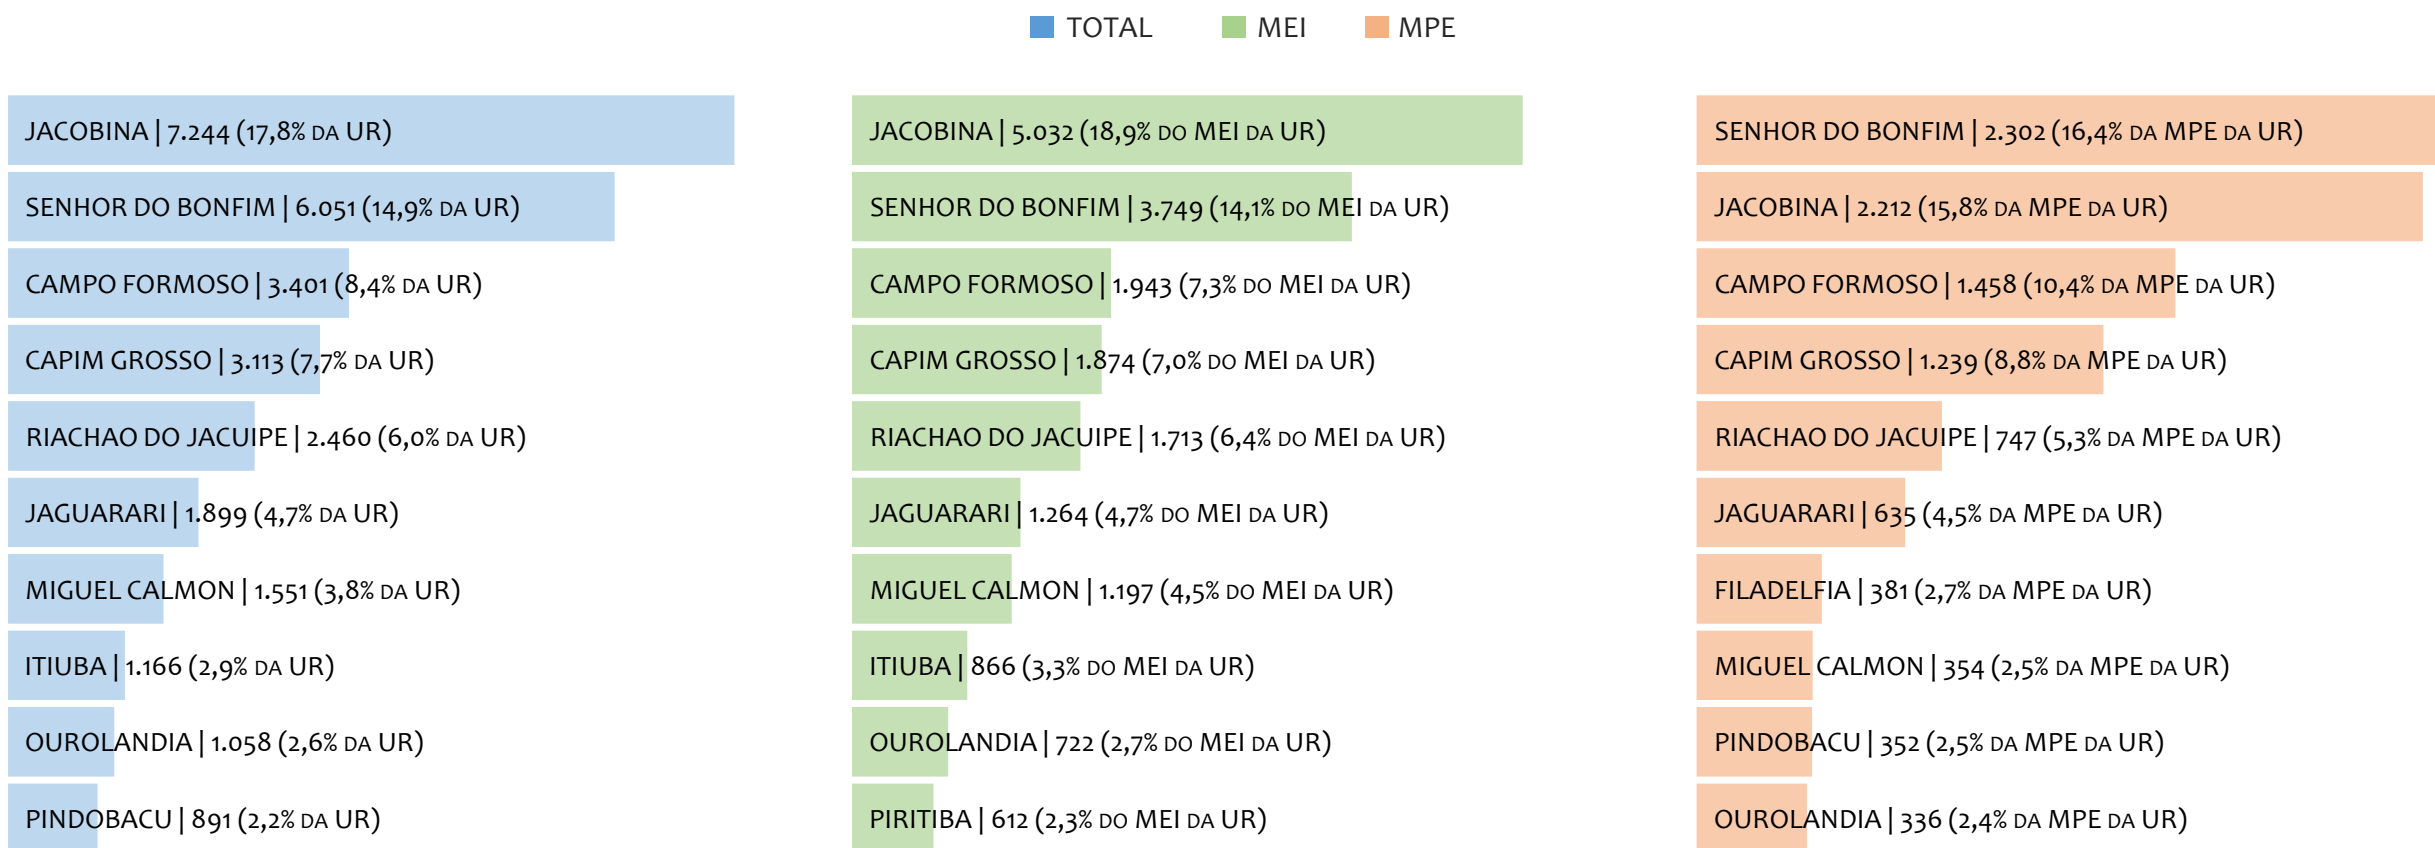 TOTAL MEI MPE
JACOBINA | 7.244 (17,8% DA UR)
SENHOR DO BONFIM | 6.051 (14,9% DA UR)
CAMPO FORMOSO | 3.401 (8,4% DA UR)
CAPIM GROSSO | 3.113 (7,7% DA UR)
RIACHAO DO JACUIPE | 2.460 (6,0% DA UR)
JAGUARARI | 1.899 (4,7% DA UR)
MIGUEL CALMON | 1.551 (3,8% DA UR)
ITIUBA | 1.166 (2,9% DA UR)
OUROLANDIA | 1.058 (2,6% DA UR)
PINDOBACU | 891 (2,2% DA UR)
JACOBINA | 5.032 (18,9% DO MEI DA UR)
SENHOR DO BONFIM | 3.749 (14,1% DO MEI DA UR)
CAMPO FORMOSO | 1.943 (7,3% DO MEI DA UR)
CAPIM GROSSO | 1.874 (7,0% DO MEI DA UR)
RIACHAO DO JACUIPE | 1.713 (6,4% DO MEI DA UR)
JAGUARARI | 1.264 (4,7% DO MEI DA UR)
MIGUEL CALMON | 1.197 (4,5% DO MEI DA UR)
ITIUBA | 866 (3,3% DO MEI DA UR)
OUROLANDIA | 722 (2,7% DO MEI DA UR)
PIRITIBA | 612 (2,3% DO MEI DA UR)
SENHOR DO BONFIM | 2.302 (16,4% DA MPE DA UR)
JACOBINA | 2.212 (15,8% DA MPE DA UR)
CAMPO FORMOSO | 1.458 (10,4% DA MPE DA UR)
CAPIM GROSSO | 1.239 (8,8% DA MPE DA UR)
RIACHAO DO JACUIPE | 747 (5,3% DA MPE DA UR)
JAGUARARI | 635 (4,5% DA MPE DA UR)
FILADELFIA | 381 (2,7% DA MPE DA UR)
MIGUEL CALMON | 354 (2,5% DA MPE DA UR)
PINDOBACU | 352 (2,5% DA MPE DA UR)
OUROLANDIA | 336 (2,4% DA MPE DA UR)